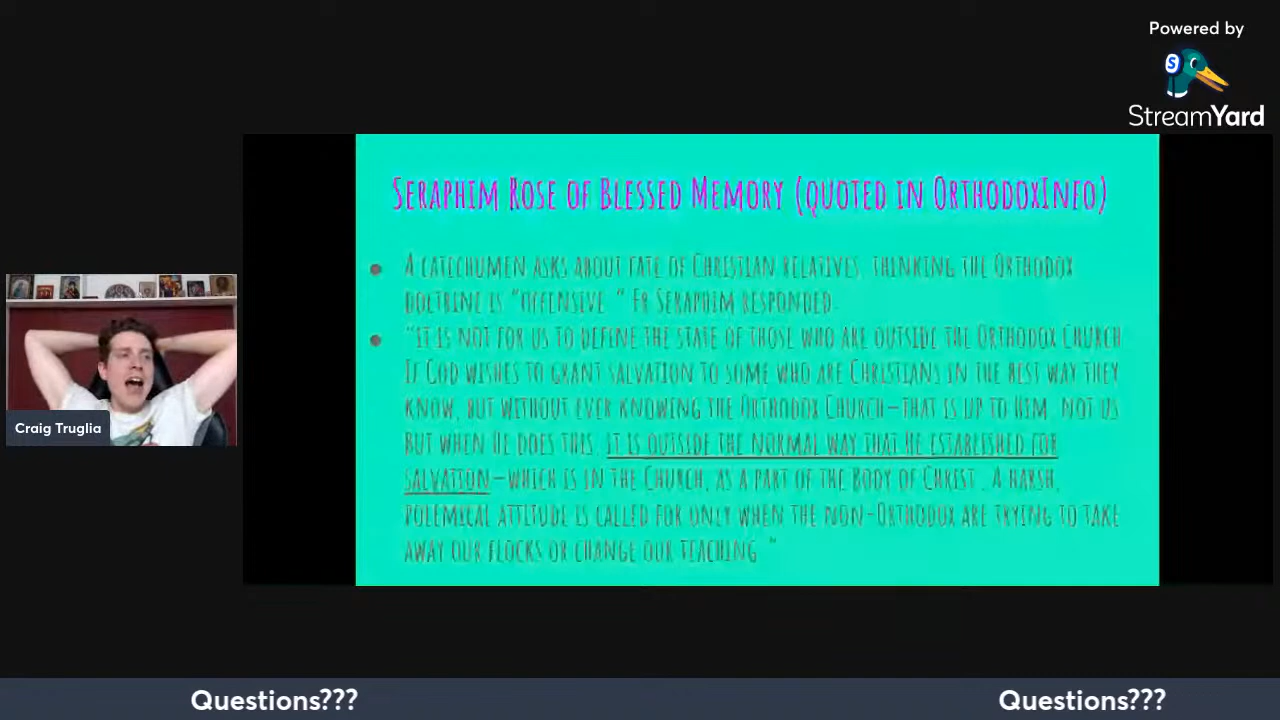 Powered by
StreamYard
SERAPHIM ROSE OF BLESSED MEMORY (QUOTED IN ORTHODOXINFO)
A CATECHUMEN ASKS ABOUT FATE OF CHRISTIAN RELATIVES, THINKING THE ORTHODOX
DOCTRINE IS "OFFENSIVE." FR SERAPHIM RESPONDED:
"IT IS NOT FOR US TO DEFINE THE STATE OF THOSE WHO ARE OUTSIDE THE ORTHODOX CHURCH.
IF GOD WISHES TO GRANT SALVATION TO SOME WHO ARE CHRISTIANS IN THE BEST WAY THEY
KNOW, BUT WITHOUT EVER KNOWING THE ORTHODOX CHURCH—THAT IS UP TO HIM, NOT US.
BUT WHEN HE DOES THIS, IT IS OUTSIDE THE NORMAL WAY THAT HE ESTABLISHED FOR
SALVATION—WHICH IS IN THE CHURCH, AS A PART OF THE BODY OF CHRIST... A HARSH,
POLEMICAL ATTITUDE IS CALLED FOR ONLY WHEN THE NON-ORTHODOX ARE TRYING TO TAKE
AWAY OUR FLOCKS OR CHANGE OUR TEACHING."
Craig Truglia
Questions??? Questions???